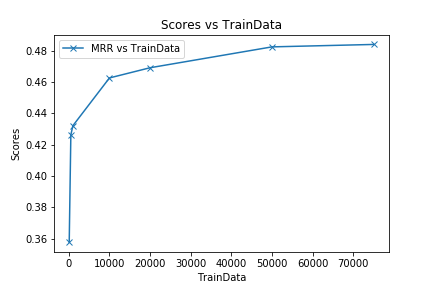 Scores vs TrainData
MRR vs TrainData
0.48
0.46
0.44
0.42
0.40
0.38
0.36
Scores
0 10000 20000 30000 40000 50000 60000 70000
TrainData